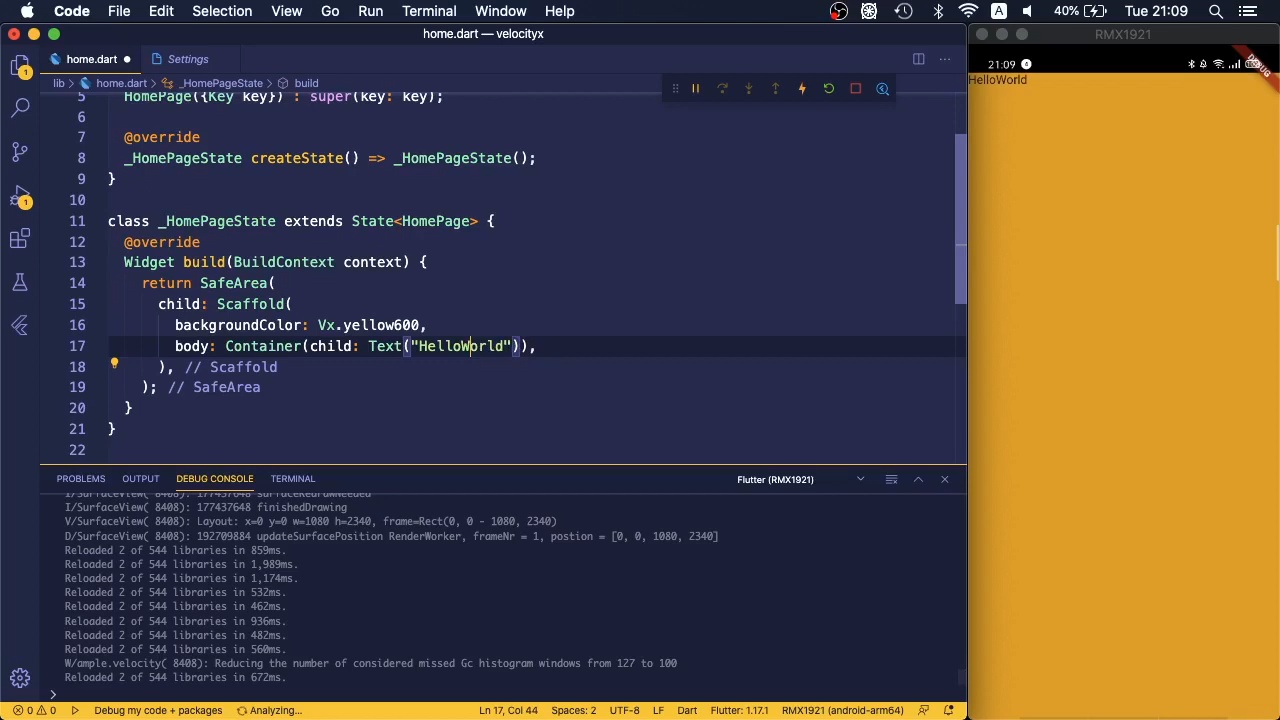 Code File Edit Selection View Go Run Terminal Window Help A 40% Tue 21:09
home.dart — velocityx
RMX1921
home.dart Settings
21:09 4
DEBUG
lib home.dart _HomePageState build
HelloWorld
5 HomePage({Key key}) : super(key: key);
6
7 @override
8 _HomePageState createState() => _HomePageState();
9 }
10
11 class _HomePageState extends State<HomePage> {
12 @override
13 Widget build(BuildContext context) {
14 return SafeArea(
15 child: Scaffold(
16 backgroundColor: Vx.yellow600,
17 body: Container(child: Text("HelloWorld")),
18 ), // Scaffold
19 ); // SafeArea
20 }
21 }
22
PROBLEMS OUTPUT DEBUG CONSOLE TERMINAL Flutter (RMX1921)
I/SurfaceView( 8408): 177437648 surfaceRedrawNeeded
I/SurfaceView( 8408): 177437648 finishedDrawing
V/SurfaceView( 8408): Layout: x=0 y=0 w=1080 h=2340, frame=Rect(0, 0 - 1080, 2340)
D/SurfaceView( 8408): 192709884 updateSurfacePosition RenderWorker, frameNr = 1, postion = [0, 0, 1080, 2340]
Reloaded 2 of 544 libraries in 859ms.
Reloaded 2 of 544 libraries in 1,989ms.
Reloaded 2 of 544 libraries in 1,174ms.
Reloaded 2 of 544 libraries in 532ms.
Reloaded 2 of 544 libraries in 462ms.
Reloaded 2 of 544 libraries in 936ms.
Reloaded 2 of 544 libraries in 482ms.
Reloaded 2 of 544 libraries in 560ms.
W/ample.velocity( 8408): Reducing the number of considered missed Gc histogram windows from 127 to 100
Reloaded 2 of 544 libraries in 672ms.
>
0 0 Debug my code + packages Analyzing... Ln 17, Col 44 Spaces: 2 UTF-8 LF Dart Flutter: 1.17.1 RMX1921 (android-arm64)